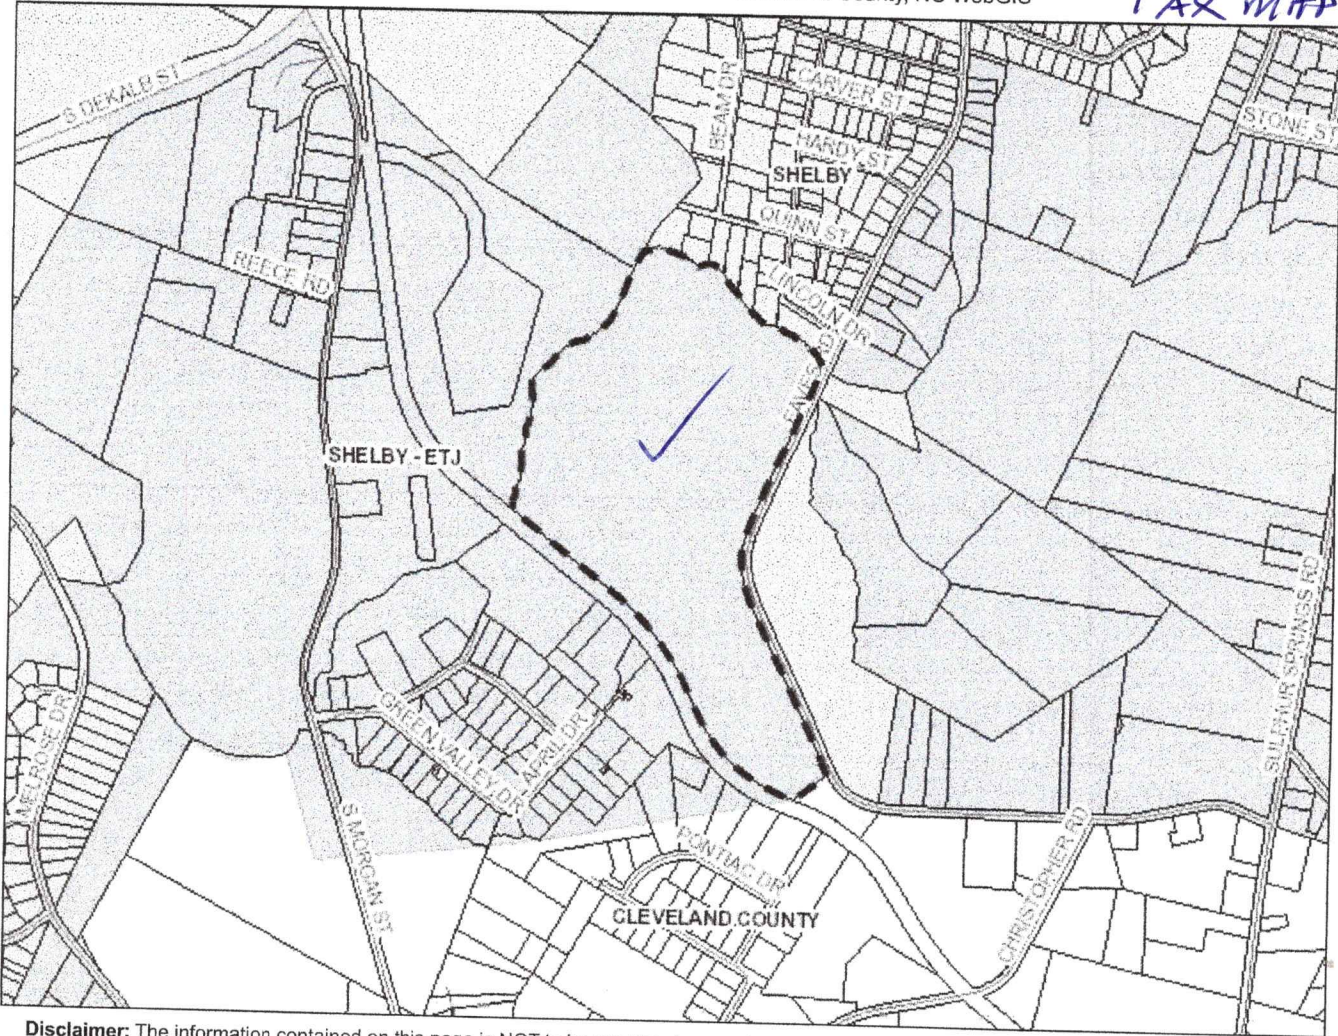 County, NC WebGIS
TAX MAP
S DEKALB ST
BEAM DR
CARVER ST
HARDY ST
STONE ST
SHELBY
QUINN ST
REECE RD
LINCOLN DR
SHELBY - ETJ
SULPHUR SPRINGS RD
MELROSE DR
GREEN VALLEY DR
APRIL DR
S MORGAN ST
PONTIAC DR
CHRISTOPHER RD
CLEVELAND COUNTY
Disclaimer: The information contained on this page is NOT to